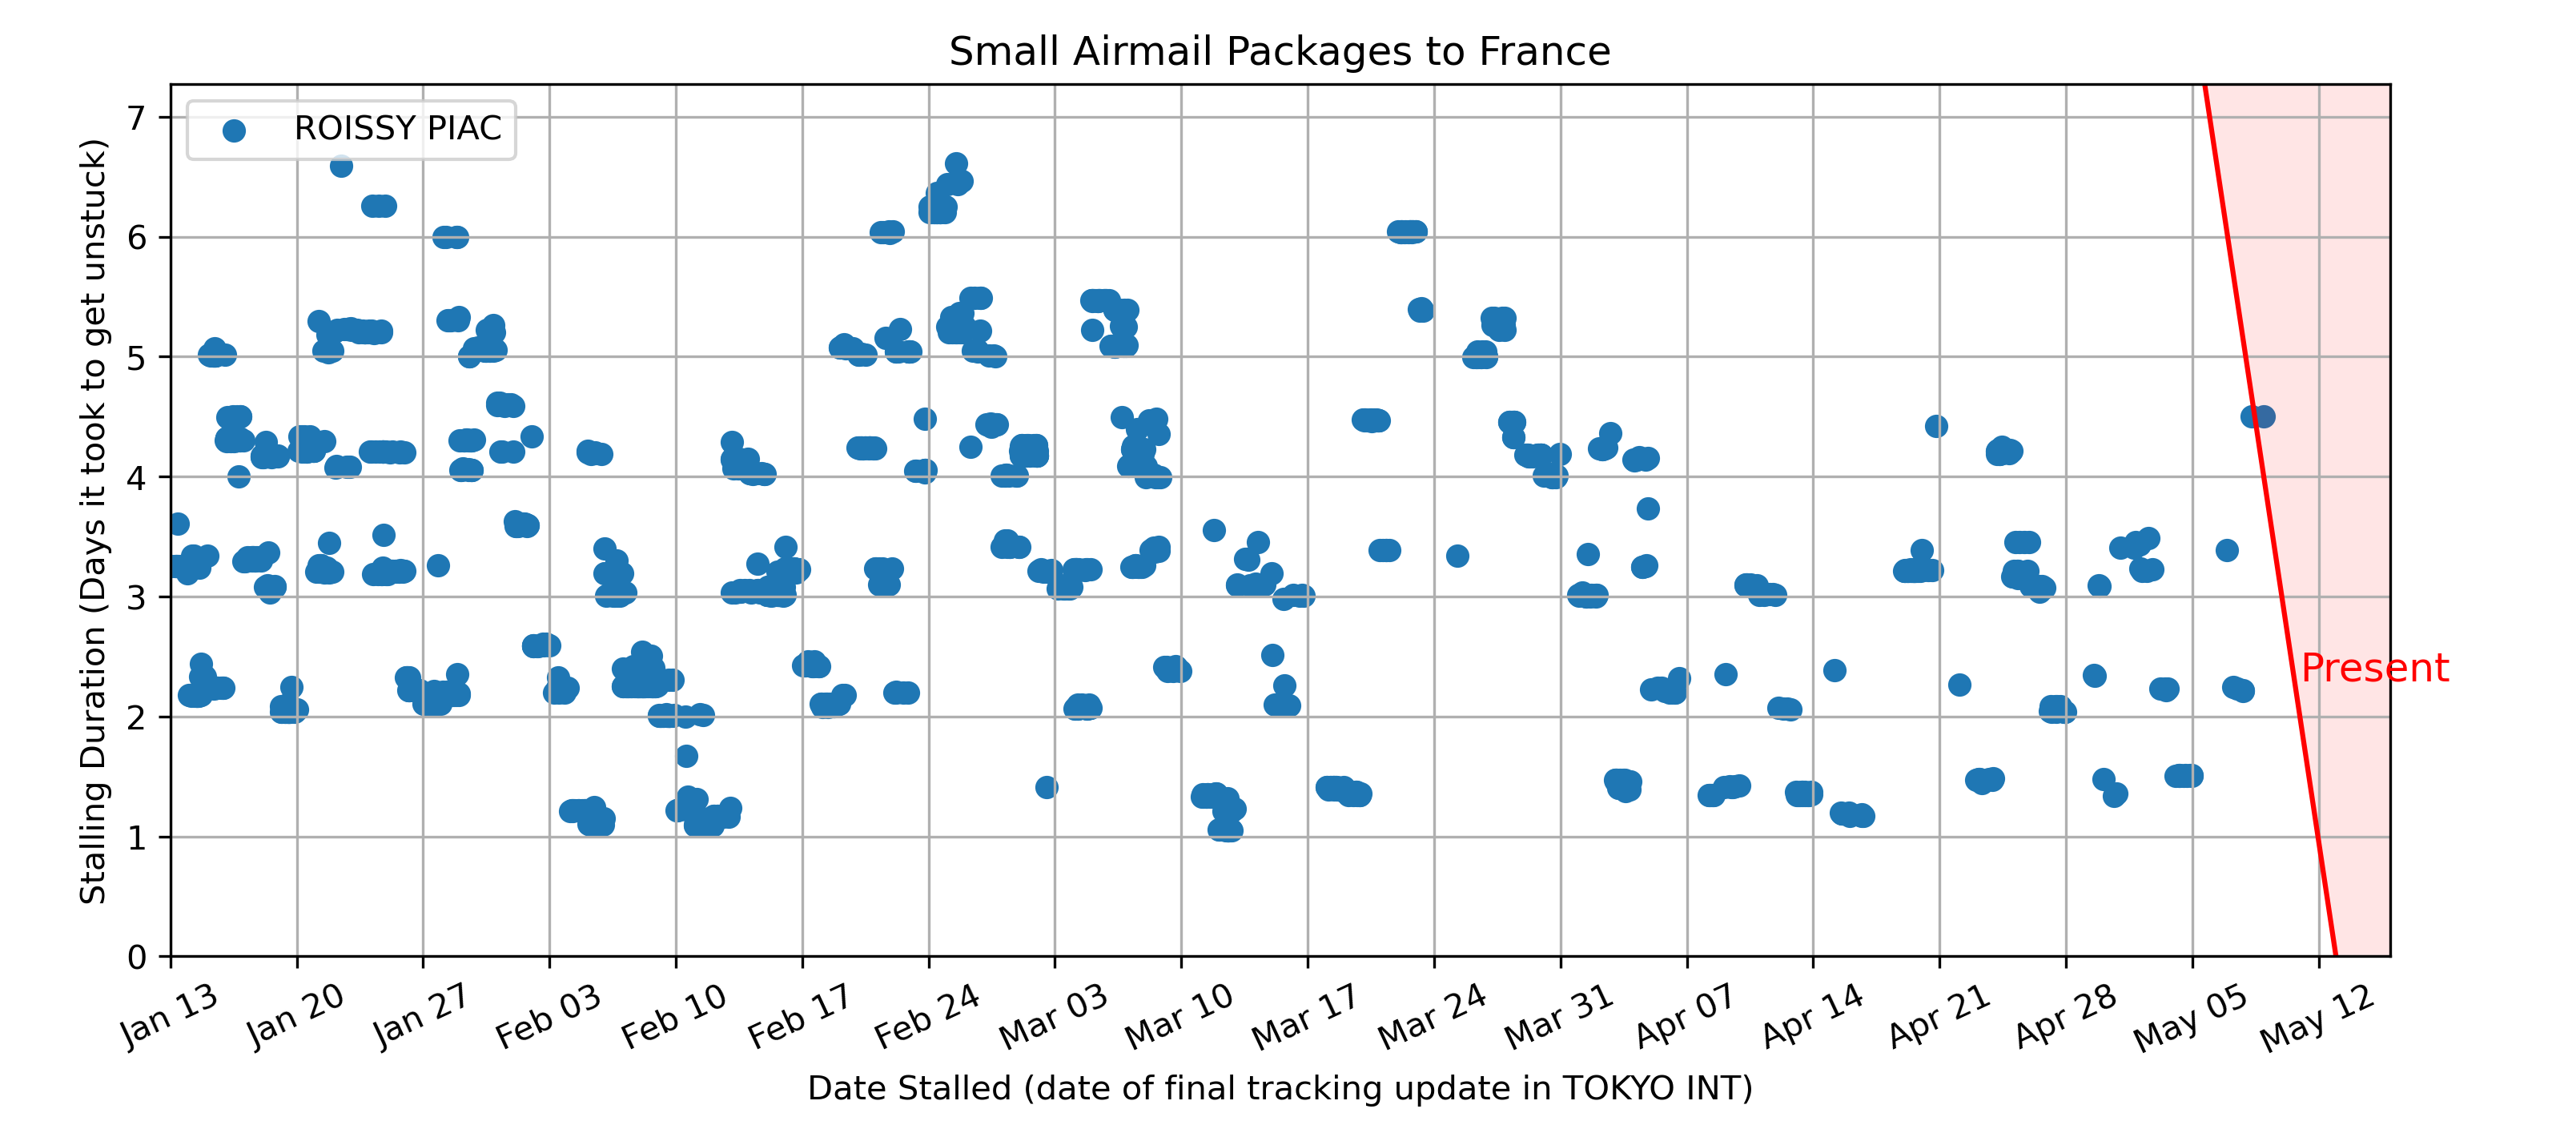 Small Airmail Packages to France
ROISSY PIAC
Stalling Duration (Days it took to get unstuck)
7
6
5
4
3
2
1
0
Present
Jan 13
Jan 20
Jan 27
Feb 03
Feb 10
Feb 17
Feb 24
Mar 03
Mar 10
Mar 17
Mar 24
Mar 31
Apr 07
Apr 14
Apr 21
Apr 28
May 05
May 12
Date Stalled (date of final tracking update in TOKYO INT)